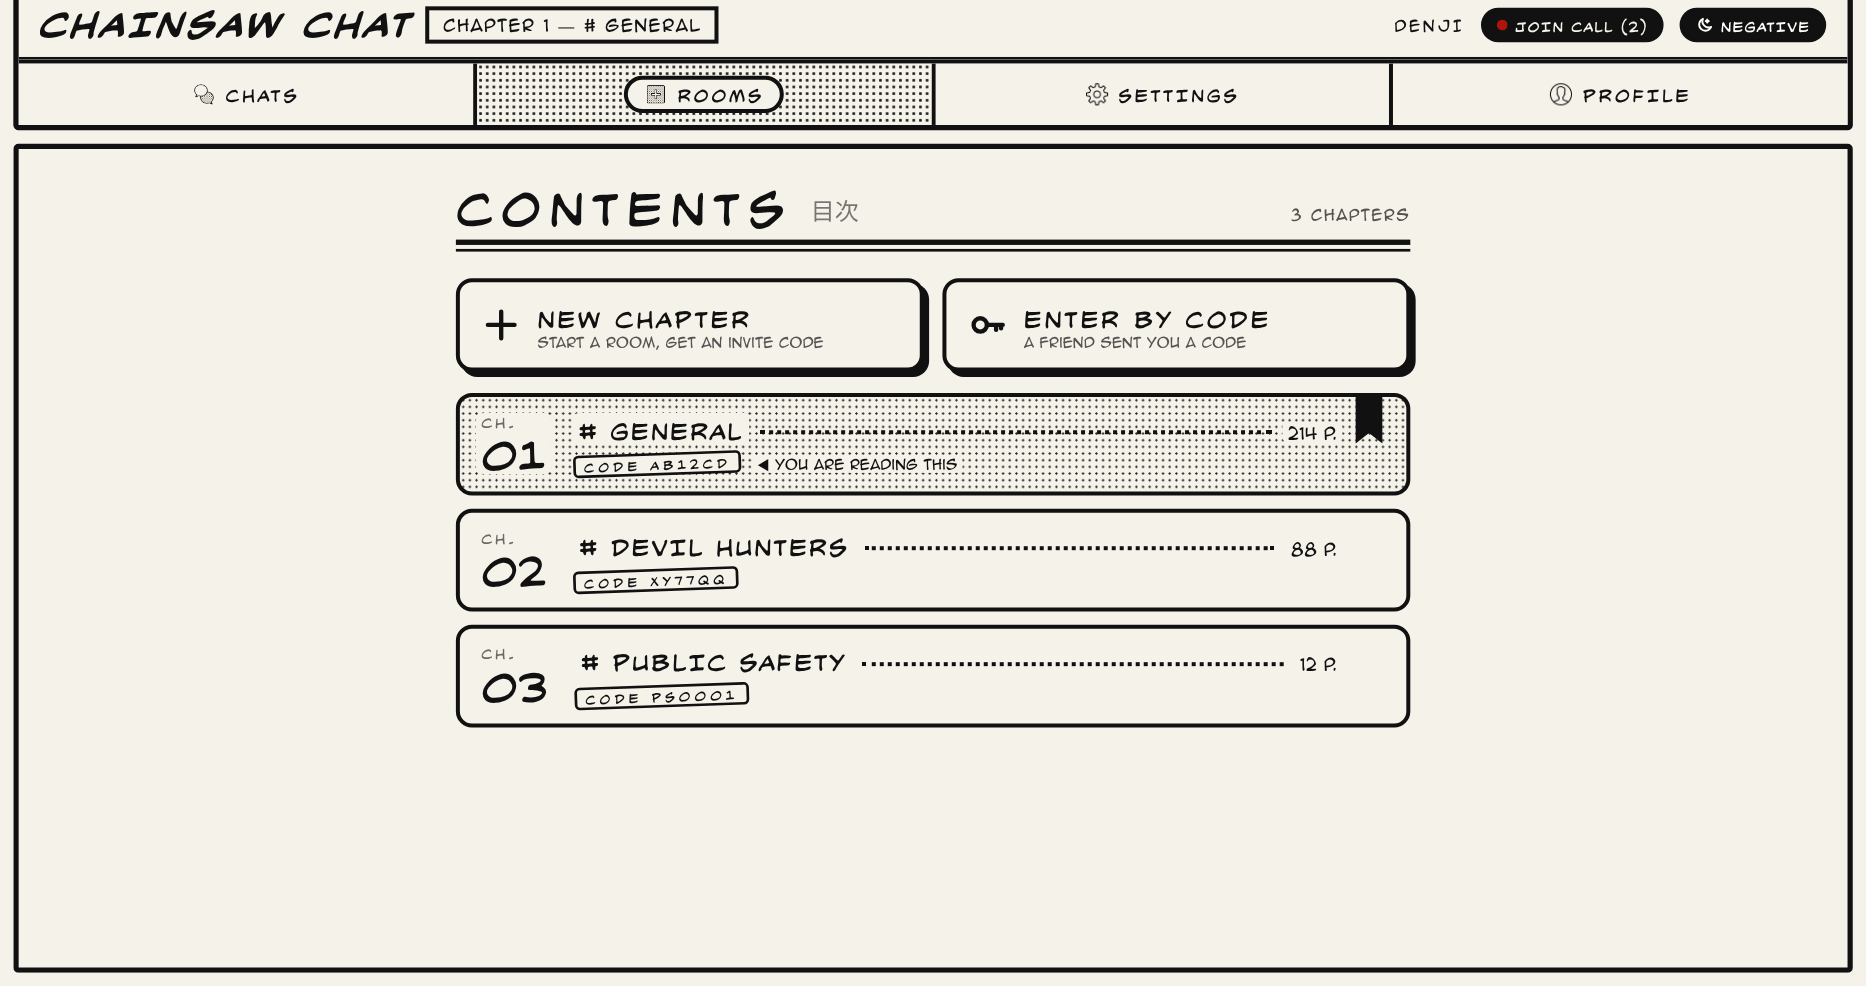 CHAINSAW CHAT
CHAPTER 1 — # GENERAL
DENJI
JOIN CALL (2)
NEGATIVE
CHATS
ROOMS
SETTINGS
PROFILE
CONTENTS 目次
3 CHAPTERS
NEW CHAPTER
START A ROOM, GET AN INVITE CODE
ENTER BY CODE
A FRIEND SENT YOU A CODE
CH.
01
# GENERAL
214 P.
CODE AB12CD
◀ YOU ARE READING THIS
CH.
02
# DEVIL HUNTERS
88 P.
CODE XY77QQ
CH.
03
# PUBLIC SAFETY
12 P.
CODE PS0001